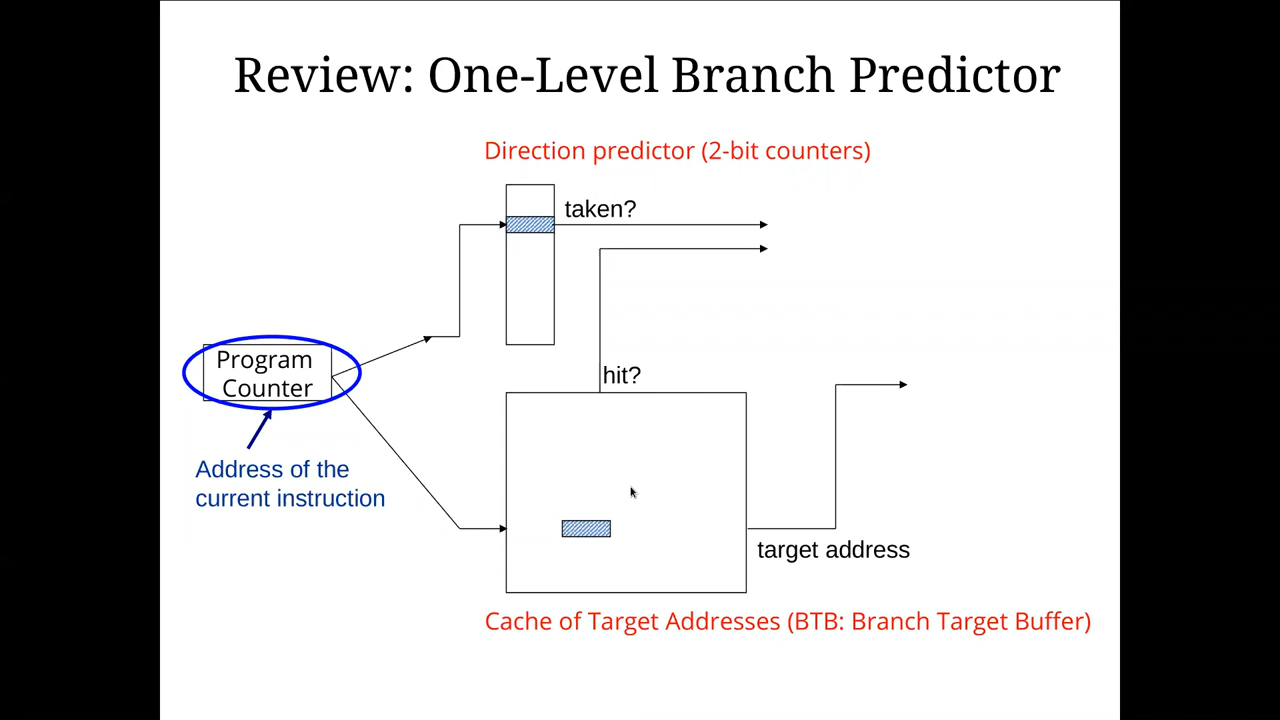 Review: One-Level Branch Predictor
Direction predictor (2-bit counters)
taken?
hit?
Program
Counter
Address of the
current instruction
target address
Cache of Target Addresses (BTB: Branch Target Buffer)